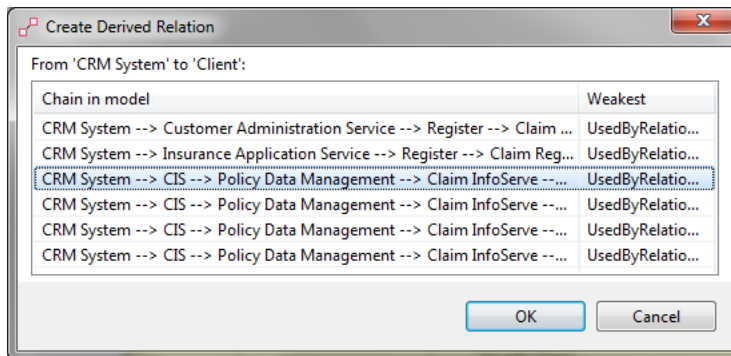 Create Derived Relation
From 'CRM System' to 'Client':
Chain in model Weakest
CRM System --> Customer Administration Service --> Register --> Claim ... UsedByRelatio...
CRM System --> Insurance Application Service --> Register --> Claim Reg... UsedByRelatio...
CRM System --> CIS --> Policy Data Management --> Claim InfoServe --... UsedByRelatio...
CRM System --> CIS --> Policy Data Management --> Claim InfoServe --... UsedByRelatio...
CRM System --> CIS --> Policy Data Management --> Claim InfoServe --... UsedByRelatio...
CRM System --> CIS --> Policy Data Management --> Claim InfoServe --... UsedByRelatio...
OK Cancel